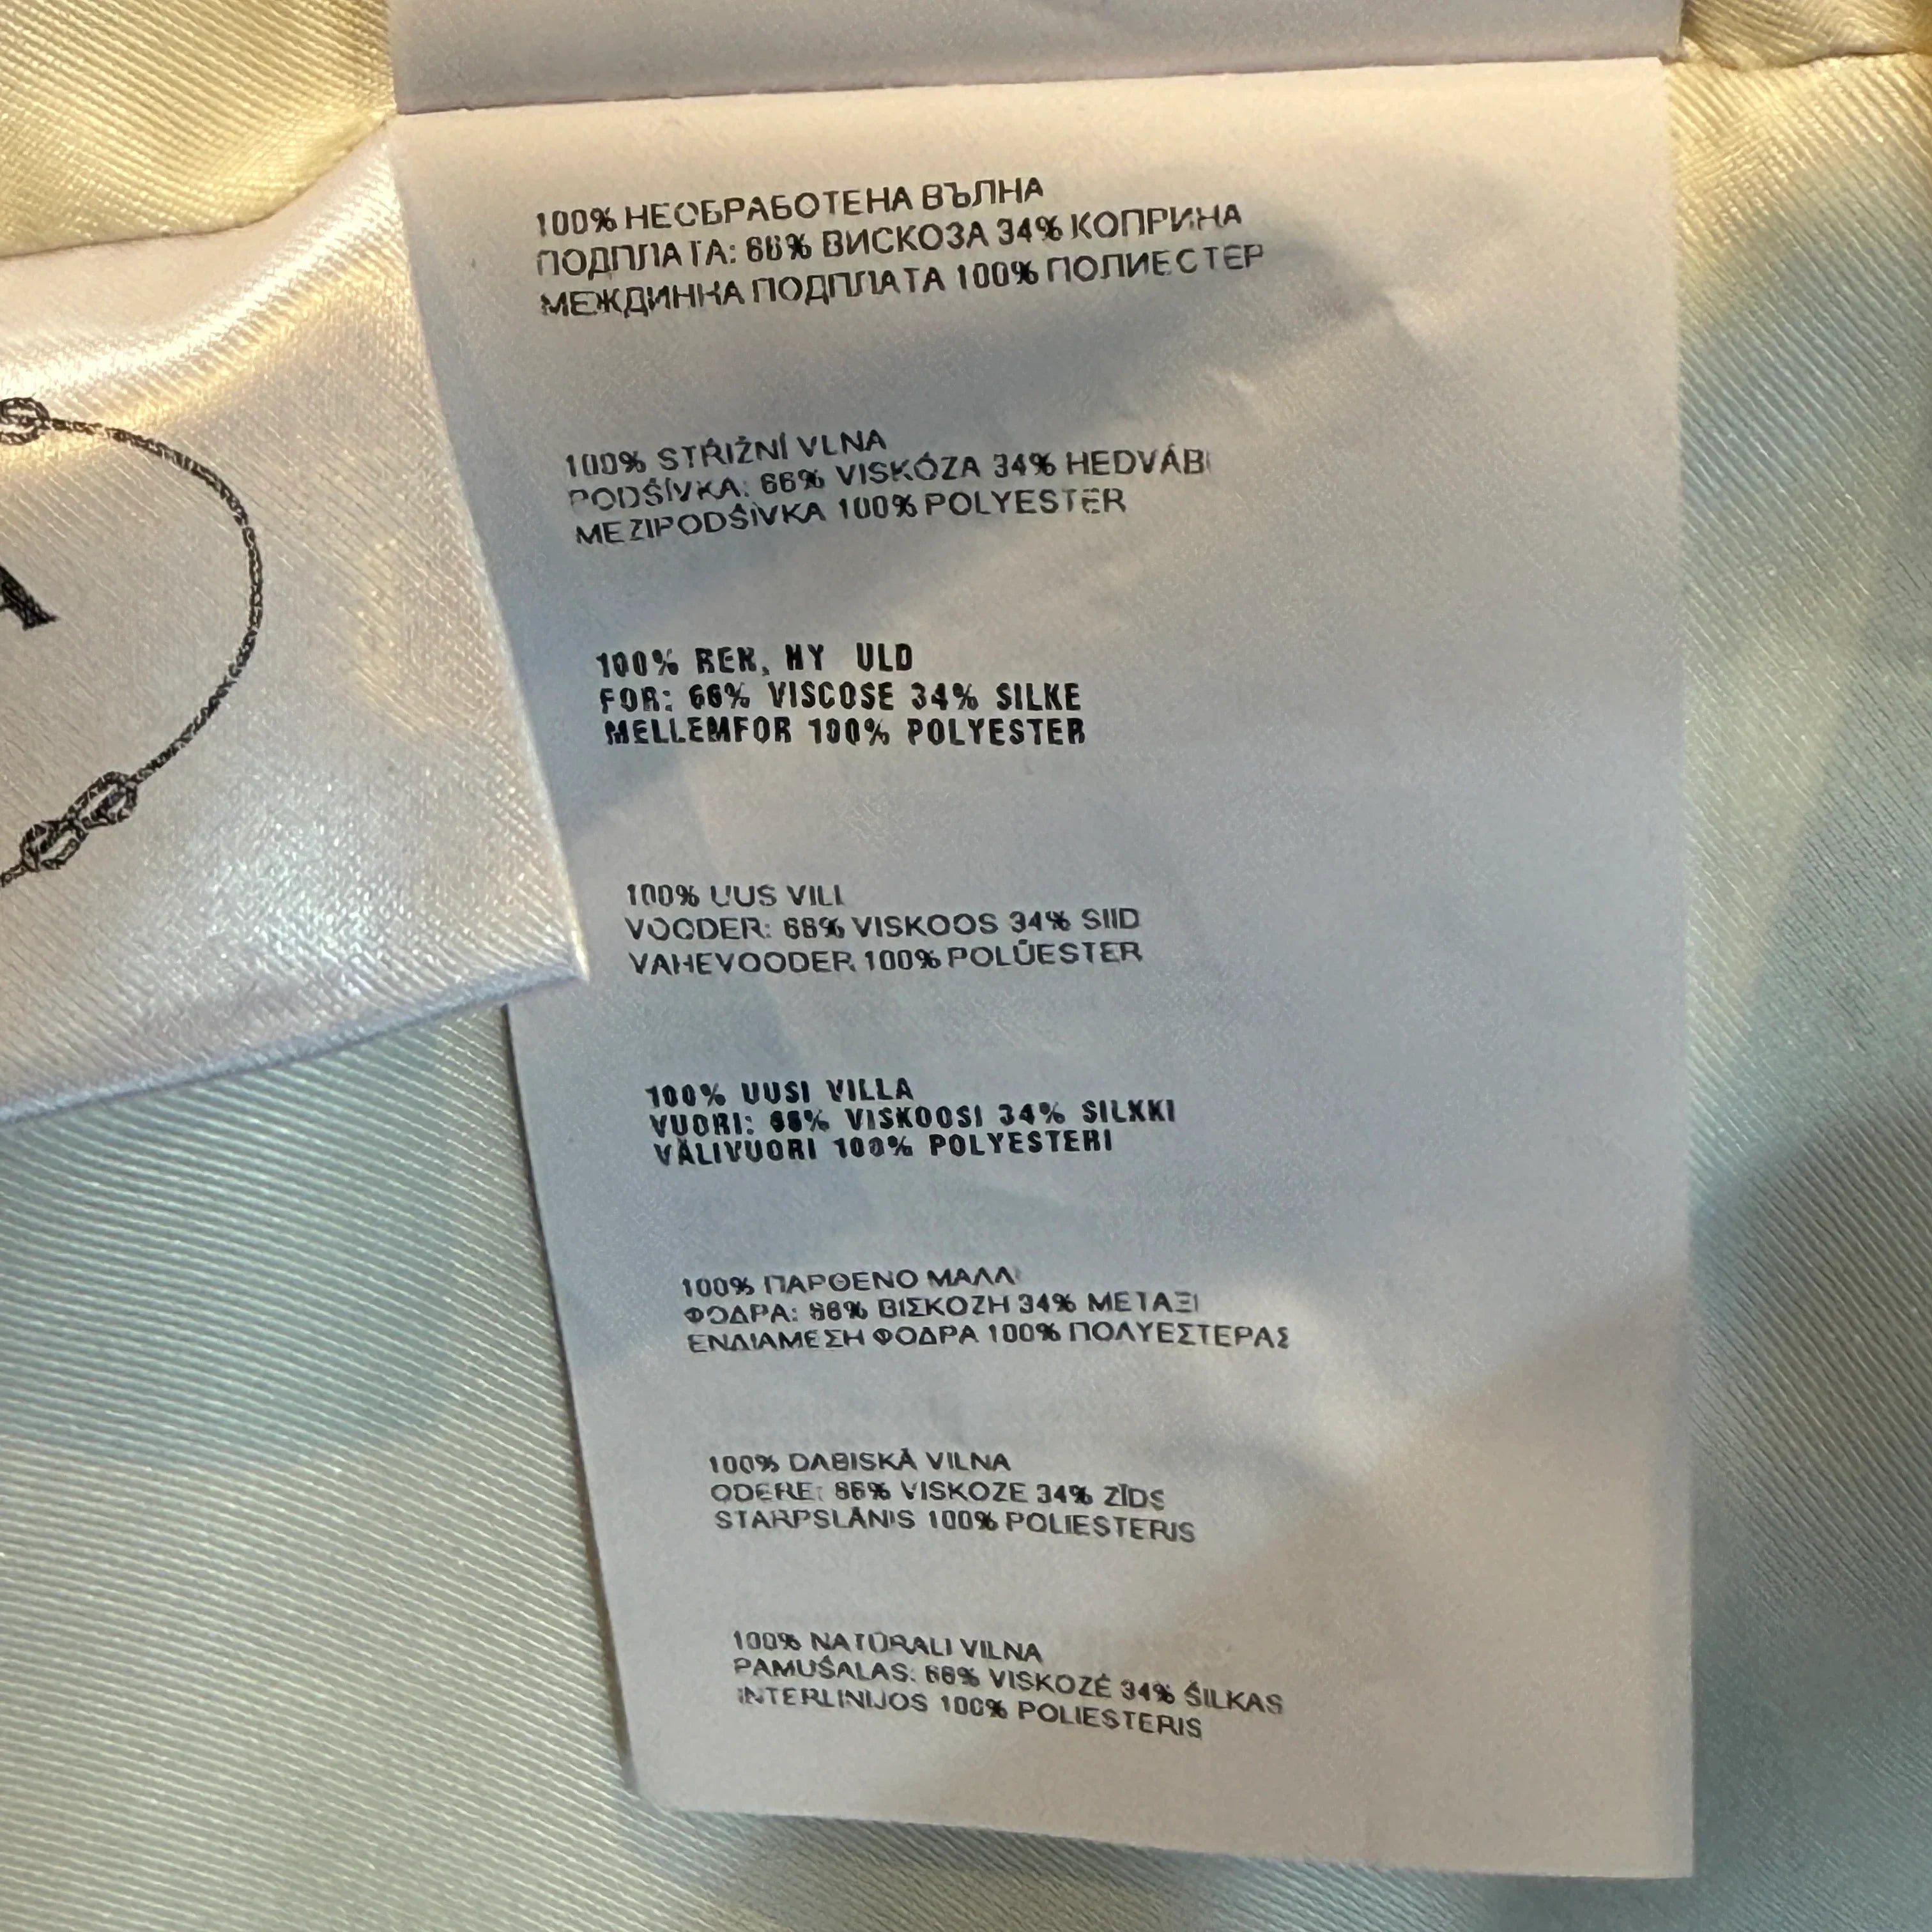 100% НЕОБРАБОТЕНА ВЪЛНА
ПОДПЛАТА: 66% ВИСКОЗА 34% КОПРИНА
МЕЖДИННА ПОДПЛАТА 100% ПОЛИЕСТЕР
100% STŘIŽNÍ VLNA
PODŠÍVKA: 66% VISKÓZA 34% HEDVÁBÍ
MEZIPODŠÍVKA 100% POLYESTER
100% REN, NY ULD
FOR: 66% VISCOSE 34% SILKE
MELLEMFOR 100% POLYESTER
100% UUS VILL
VOODER: 66% VISKOOS 34% SIID
VAHEVOODER 100% POLÜESTER
100% UUSI VILLA
VUORI: 66% VISKOOSI 34% SILKKI
VÄLIVUORI 100% POLYESTERI
100% ΠΑΡΘΕΝΟ ΜΑΛΛΙ
ΦΟΔΡΑ: 66% ΒΙΣΚΟΖΗ 34% ΜΕΤΑΞΙ
ΕΝΔΙΑΜΕΣΗ ΦΟΔΡΑ 100% ΠΟΛΥΕΣΤΕΡΑΣ
100% DABISKĀ VILNA
ODERE: 66% VISKOZE 34% ZĪDS
STARPSLĀNIS 100% POLIESTERIS
100% NATŪRALI VILNA
PAMUŠALAS: 66% VISKOZĖ 34% ŠILKAS
INTERLINIJOS 100% POLIESTERIS
A